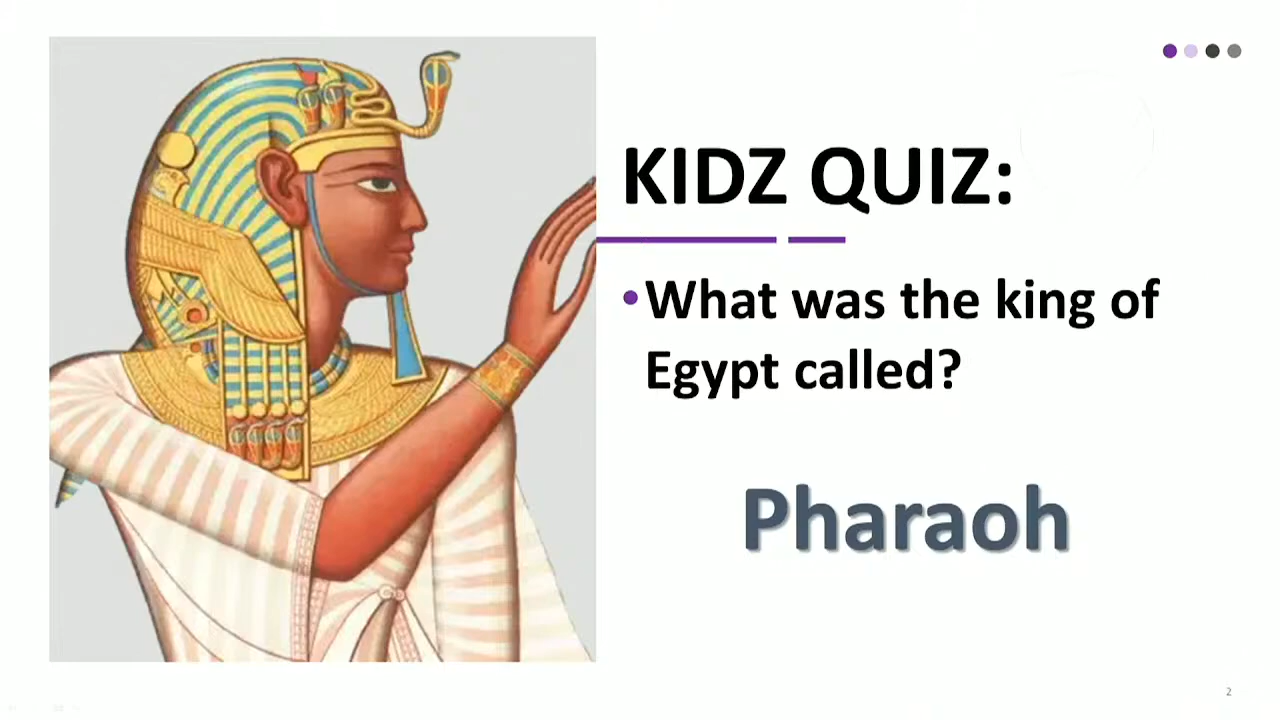 KIDZ QUIZ:
•What was the king of
Egypt called?
Pharaoh
2